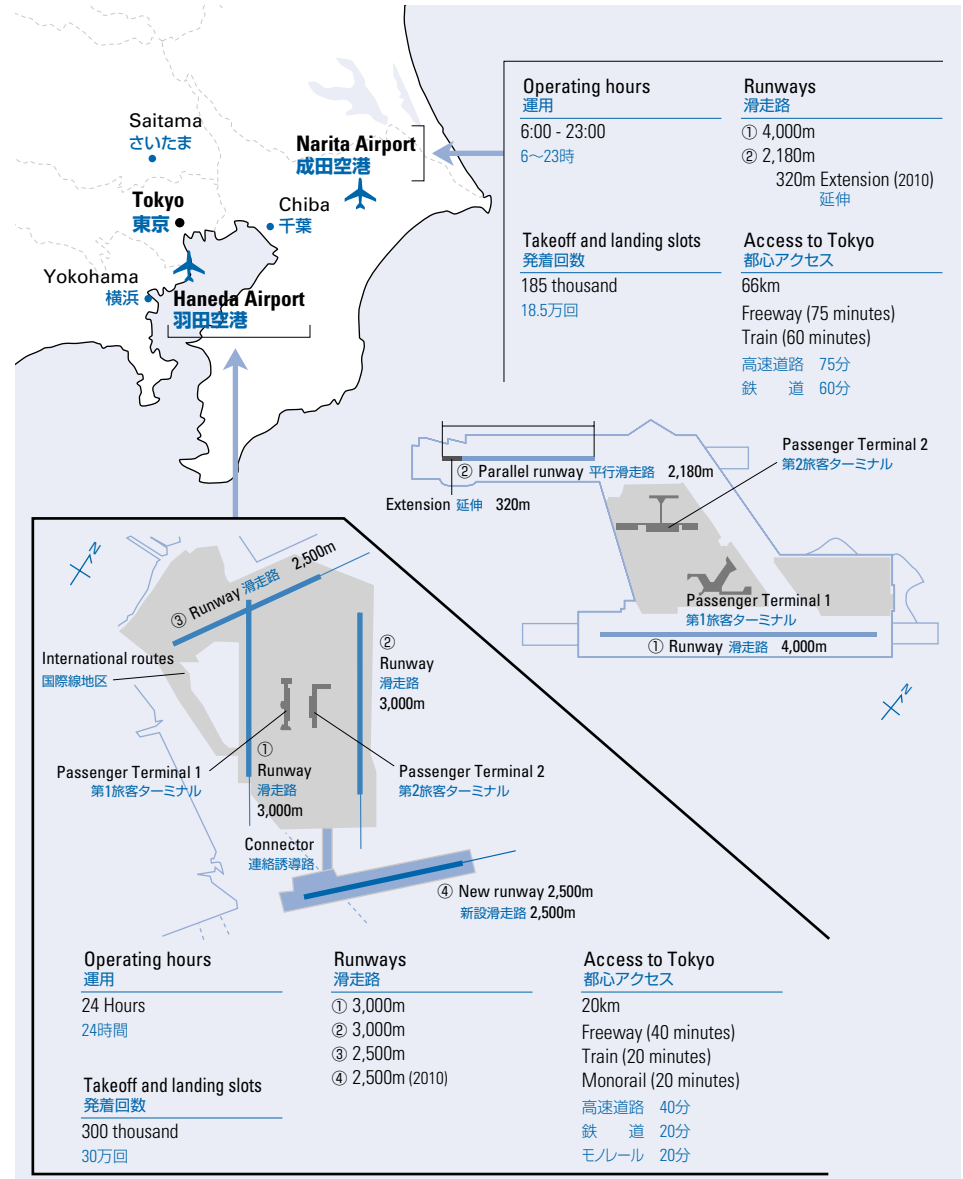 Saitama
さいたま
Tokyo
東京
Yokohama
横浜
Chiba
千葉
Narita Airport
成田空港
Haneda Airport
羽田空港
Operating hours
運用
6:00 - 23:00
6〜23時
Runways
滑走路
① 4,000m
② 2,180m
320m Extension (2010)
延伸
Takeoff and landing slots
発着回数
185 thousand
18.5万回
Access to Tokyo
都心アクセス
66km
Freeway (75 minutes)
Train (60 minutes)
高速道路 75分
鉄 道 60分
② Parallel runway 平行滑走路 2,180m
Extension 延伸 320m
Passenger Terminal 2
第2旅客ターミナル
Passenger Terminal 1
第1旅客ターミナル
① Runway 滑走路 4,000m
N
N
③ Runway 滑走路 2,500m
International routes
国際線地区
②
Runway
滑走路
3,000m
①
Runway
滑走路
3,000m
Passenger Terminal 1
第1旅客ターミナル
Passenger Terminal 2
第2旅客ターミナル
Connector
連絡誘導路
④ New runway 2,500m
新設滑走路 2,500m
Operating hours
運用
24 Hours
24時間
Takeoff and landing slots
発着回数
300 thousand
30万回
Runways
滑走路
① 3,000m
② 3,000m
③ 2,500m
④ 2,500m (2010)
Access to Tokyo
都心アクセス
20km
Freeway (40 minutes)
Train (20 minutes)
Monorail (20 minutes)
高速道路 40分
鉄 道 20分
モノレール 20分